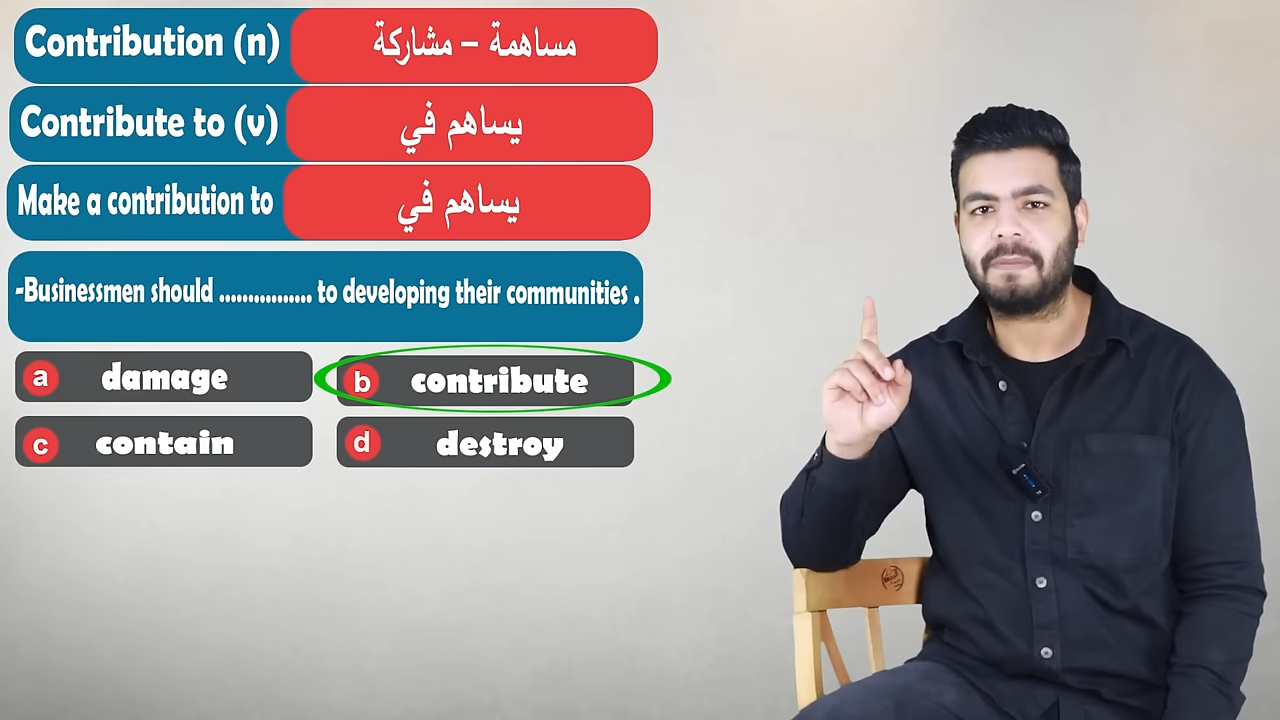 Contribution (n) مساهمة – مشاركة
Contribute to (v) يساهم في
Make a contribution to يساهم في
-Businessmen should ................ to developing their communities .
a damage
b contribute
c contain
d destroy